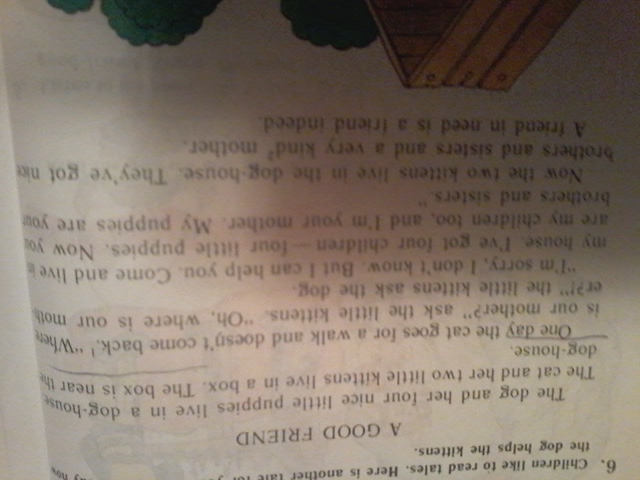 6. Children like to read tales. Here is another tale for
the dog helps the kittens.
A GOOD FRIEND
The dog and her four nice little puppies live in a dog-house.
The cat and her two little kittens live in a box. The box is near the
dog-house.
One day the cat goes for a walk and doesn't come back.¹ "Where
is our mother?" ask the little kittens. "Oh, where is our moth
er?!" the little kittens ask the dog.
"I'm sorry, I don't know. But I can help you. Come and live in
my house. I've got four children — four little puppies. Now you
are my children too, and I'm your mother. My puppies are your
brothers and sisters."
Now the two kittens live in the dog-house. They've got nice
brothers and sisters and a very kind² mother.
A friend in need is a friend indeed.